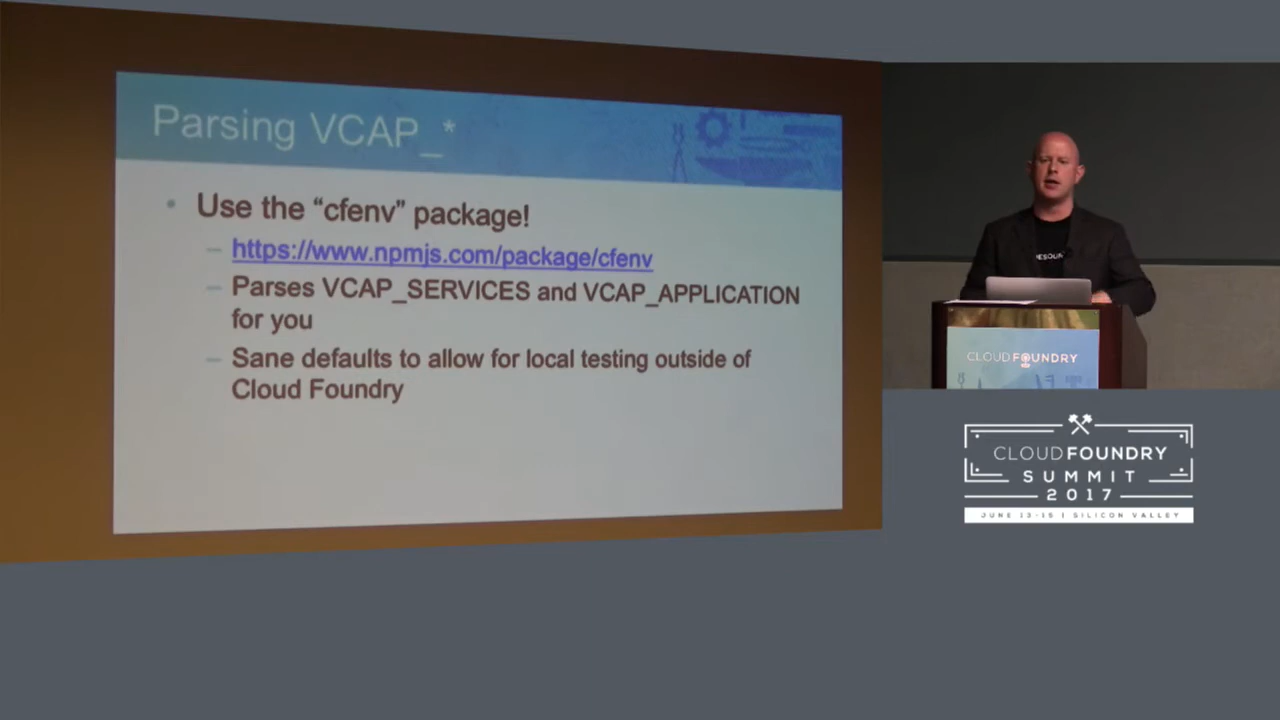 Parsing VCAP_*
Use the “cfenv” package!
https://www.npmjs.com/package/cfenv
Parses VCAP_SERVICES and VCAP_APPLICATION
for you
Sane defaults to allow for local testing outside of
Cloud Foundry
CLOUD FOUNDRY
CLOUD FOUNDRY
SUMMIT
2017
JUNE 13-15 | SILICON VALLEY